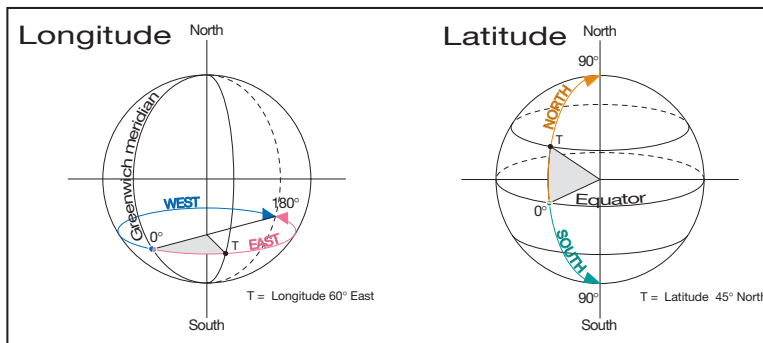 Longitude
North
Greenwich meridian
WEST
180°
0°
T
EAST
T = Longitude 60° East
South
Latitude
North
90°
NORTH
T
0°
Equator
SOUTH
90°
T = Latitude 45° North
South